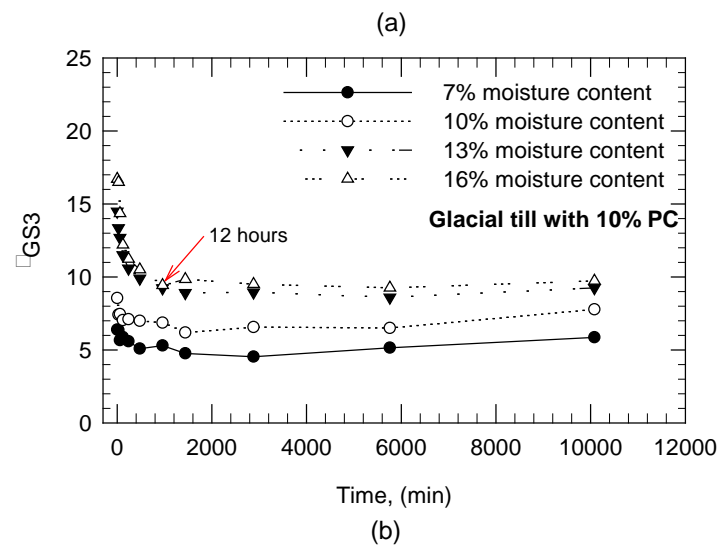 (a)
25
20
15
10
5
0
□GS3
7% moisture content
10% moisture content
13% moisture content
16% moisture content
Glacial till with 10% PC
12 hours
0 2000 4000 6000 8000 10000 12000
Time, (min)
(b)